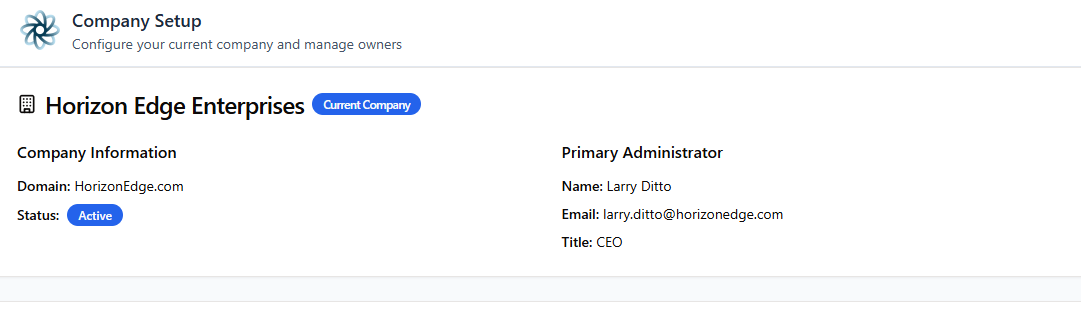 Company Setup
Configure your current company and manage owners
Horizon Edge Enterprises Current Company
Company Information
Domain: HorizonEdge.com
Status: Active
Primary Administrator
Name: Larry Ditto
Email: larry.ditto@horizonedge.com
Title: CEO